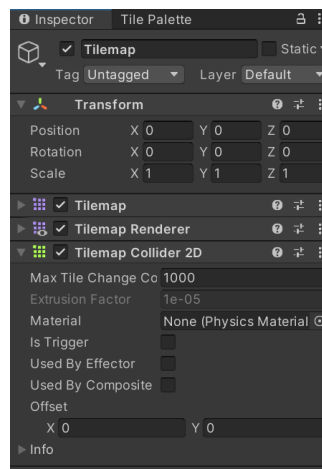 Inspector Tile Palette
Tilemap Static
Tag Untagged Layer Default
Transform
Position X 0 Y 0 Z 0
Rotation X 0 Y 0 Z 0
Scale X 1 Y 1 Z 1
Tilemap
Tilemap Renderer
Tilemap Collider 2D
Max Tile Change Co 1000
Extrusion Factor 1e-05
Material None (Physics Material
Is Trigger
Used By Effector
Used By Composite
Offset
X 0 Y 0
Info